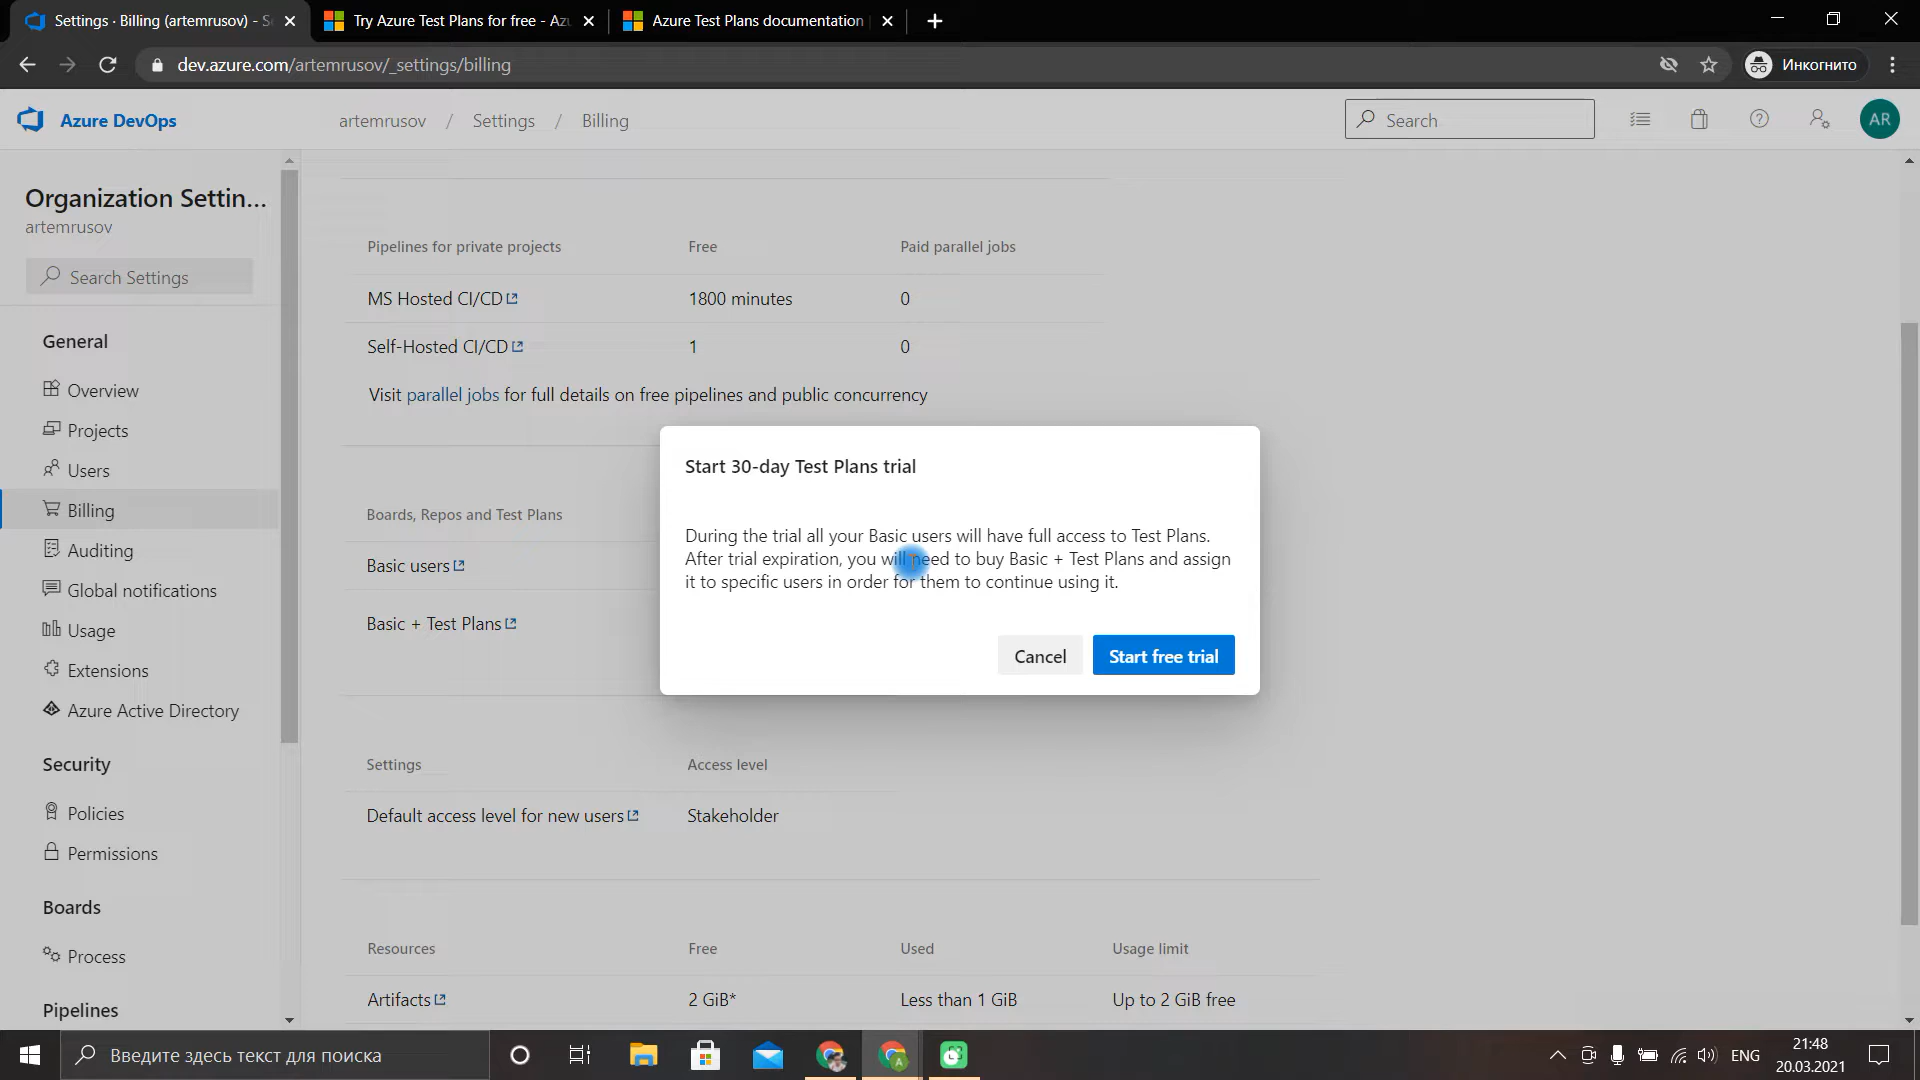 Settings · Billing (artemrusov) - S
Try Azure Test Plans for free - Azu
Azure Test Plans documentation
dev.azure.com/artemrusov/_settings/billing
Инкогнито
Azure DevOps
artemrusov / Settings / Billing
Search
AR
Organization Settin...
artemrusov
Search Settings
General
Overview
Projects
Users
Billing
Auditing
Global notifications
Usage
Extensions
Azure Active Directory
Security
Policies
Permissions
Boards
Process
Pipelines
Pipelines for private projects Free Paid parallel jobs
MS Hosted CI/CD 1800 minutes 0
Self-Hosted CI/CD 1 0
Visit parallel jobs for full details on free pipelines and public concurrency
Boards, Repos and Test Plans
Basic users
Basic + Test Plans
Start 30-day Test Plans trial
During the trial all your Basic users will have full access to Test Plans.
After trial expiration, you will need to buy Basic + Test Plans and assign
it to specific users in order for them to continue using it.
Cancel
Start free trial
Settings Access level
Default access level for new users Stakeholder
Resources Free Used Usage limit
Artifacts 2 GiB* Less than 1 GiB Up to 2 GiB free
Введите здесь текст для поиска
ENG
21:48
20.03.2021